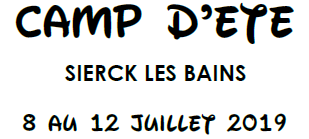 CAMP D'ETE
SIERCK LES BAINS
8 AU 12 JUILLET 2019